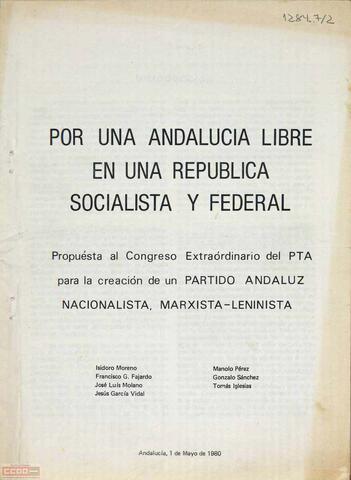 1284.7/2
POR UNA ANDALUCIA LIBRE
EN UNA REPUBLICA
SOCIALISTA Y FEDERAL
Propuésta al Congreso Extraórdinario del PTA
para la creación de un PARTIDO ANDALUZ
NACIONALISTA, MARXISTA-LENINISTA
Isidoro Moreno
Francisco G. Fajardo
José Luis Molano
Jesús García Vidal
Manolo Pérez
Gonzalo Sánchez
Tomás Iglesias
Andalucía, 1 de Mayo de 1980
CCOO